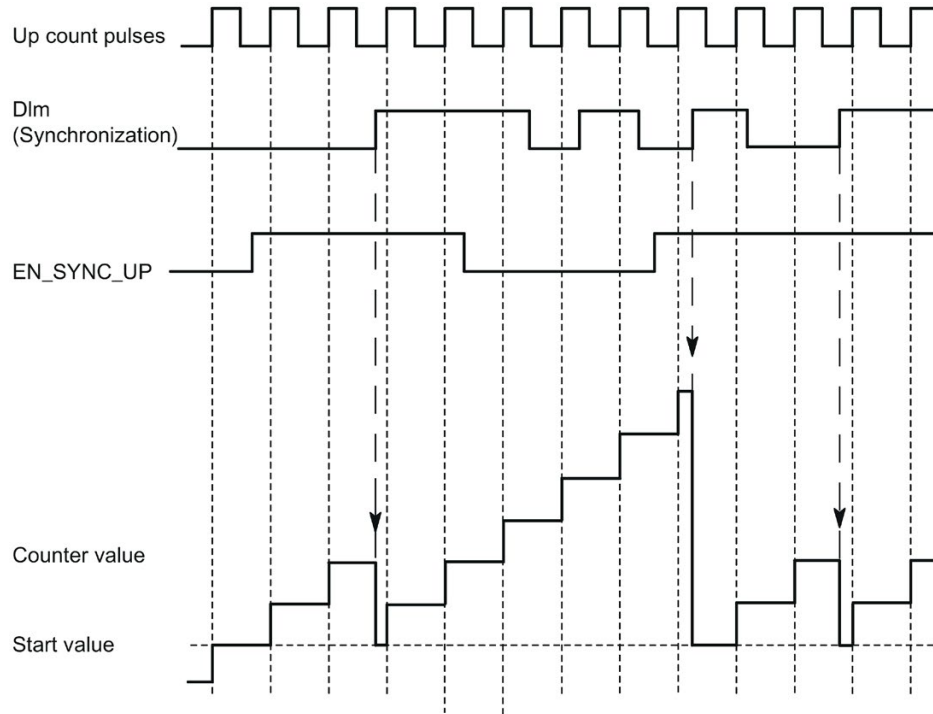 Up count pulses
DIm
(Synchronization)
EN_SYNC_UP
Counter value
Start value